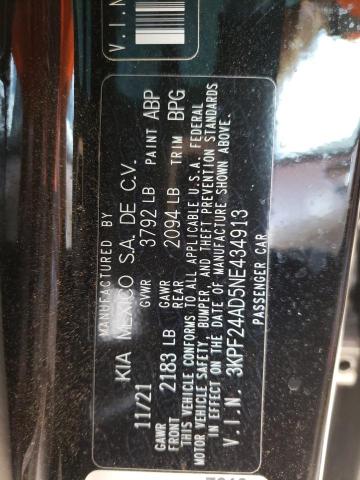 V.I.N
MANUFACTURED BY
KIA MEXICO S.A. DE C.V.
11/21 GVWR 3792 LB PAINT ABP
GAWR FRONT 2183 LB GAWR REAR 2094 LB TRIM BPG
THIS VEHICLE CONFORMS TO ALL APPLICABLE U.S.A. FEDERAL
MOTOR VEHICLE SAFETY, BUMPER, AND THEFT PREVENTION STANDARDS
IN EFFECT ON THE DATE OF MANUFACTURE SHOWN ABOVE.
V.I.N. 3KPF24AD5NE434913
PASSENGER CAR